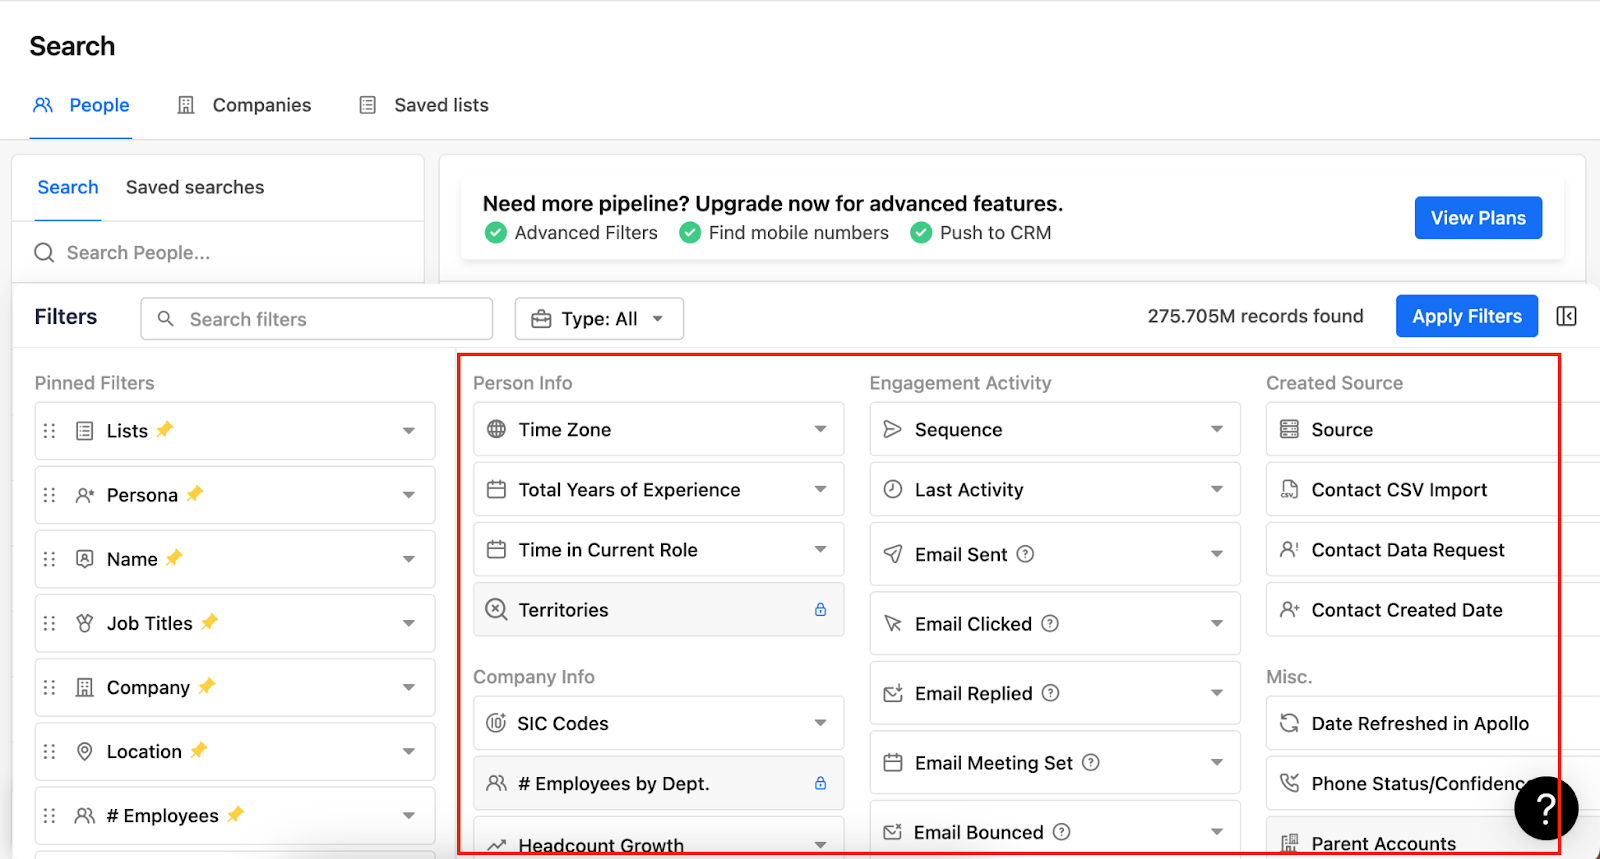 Search
People
Companies
Saved lists
Search
Saved searches
Search People...
Need more pipeline? Upgrade now for advanced features.
Advanced Filters
Find mobile numbers
Push to CRM
View Plans
Filters
Search filters
Type: All
275.705M records found
Apply Filters
Pinned Filters
Lists
Persona
Name
Job Titles
Company
Location
# Employees
Person Info
Time Zone
Total Years of Experience
Time in Current Role
Territories
Company Info
SIC Codes
# Employees by Dept.
Headcount Growth
Engagement Activity
Sequence
Last Activity
Email Sent ?
Email Clicked ?
Email Replied ?
Email Meeting Set ?
Email Bounced ?
Created Source
Source
Contact CSV Import
Contact Data Request
Contact Created Date
Misc.
Date Refreshed in Apollo
Phone Status/Confidence
Parent Accounts
?